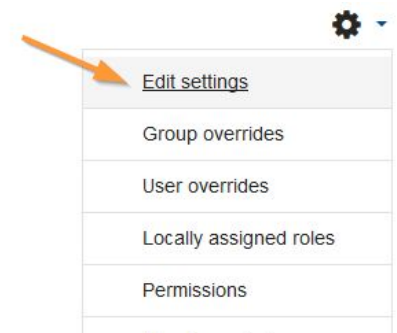 Edit settings
Group overrides
User overrides
Locally assigned roles
Permissions